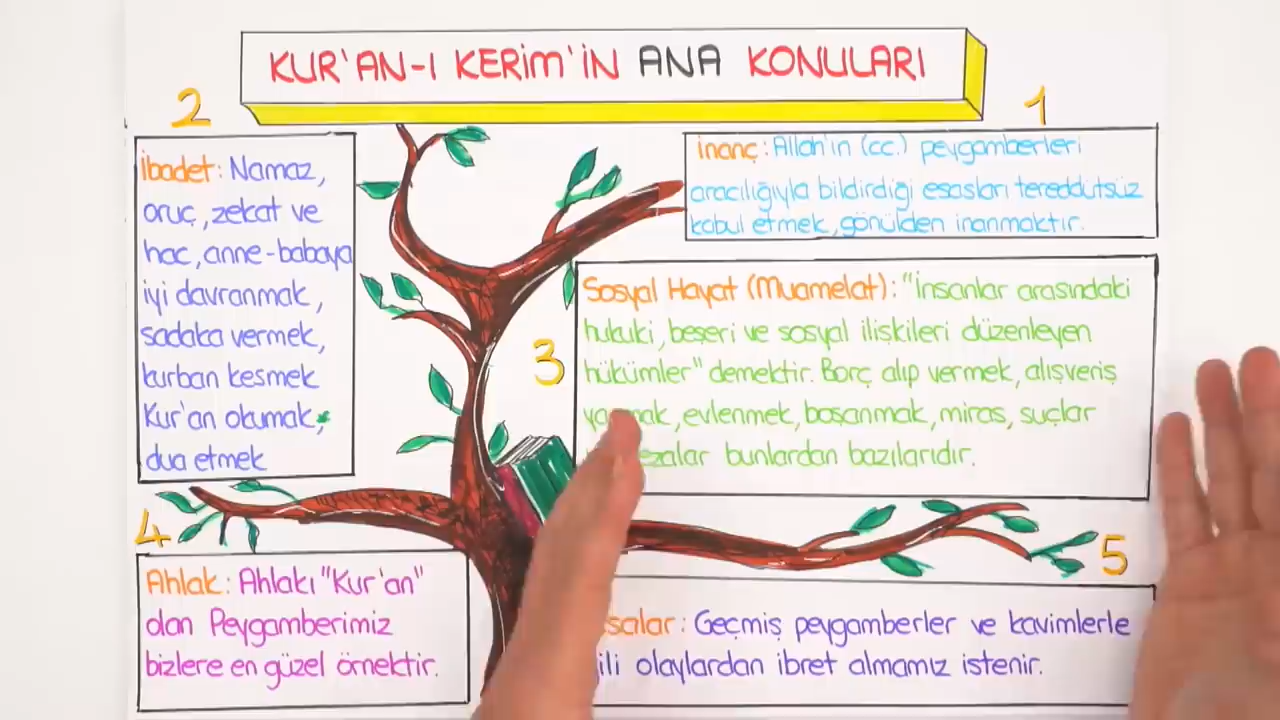 KUR'AN-I KERİM'İN ANA KONULARI
1
İnanç: Allah'ın (cc.) peygamberleri
aracılığıyla bildirdiği esasları tereddütsüz
kabul etmek, gönülden inanmaktır.
2
İbadet: Namaz,
oruç, zekat ve
hac, anne-babaya
iyi davranmak,
sadaka vermek,
kurban kesmek
Kur'an okumak,
dua etmek
3
Sosyal Hayat (Muamelat): "İnsanlar arasındaki
hukuki, beşeri ve sosyal ilişkileri düzenleyen
hükümler" demektir. Borç alıp vermek, alışveriş
evlenmek, boşanmak, miras, suçlar
bunlardan bazılarıdır.
4
Ahlak: Ahlakı "Kur'an"
olan Peygamberimiz
bizlere en güzel örnektir.
5
Geçmiş peygamberler ve kavimlerle
olaylardan ibret almamız istenir.